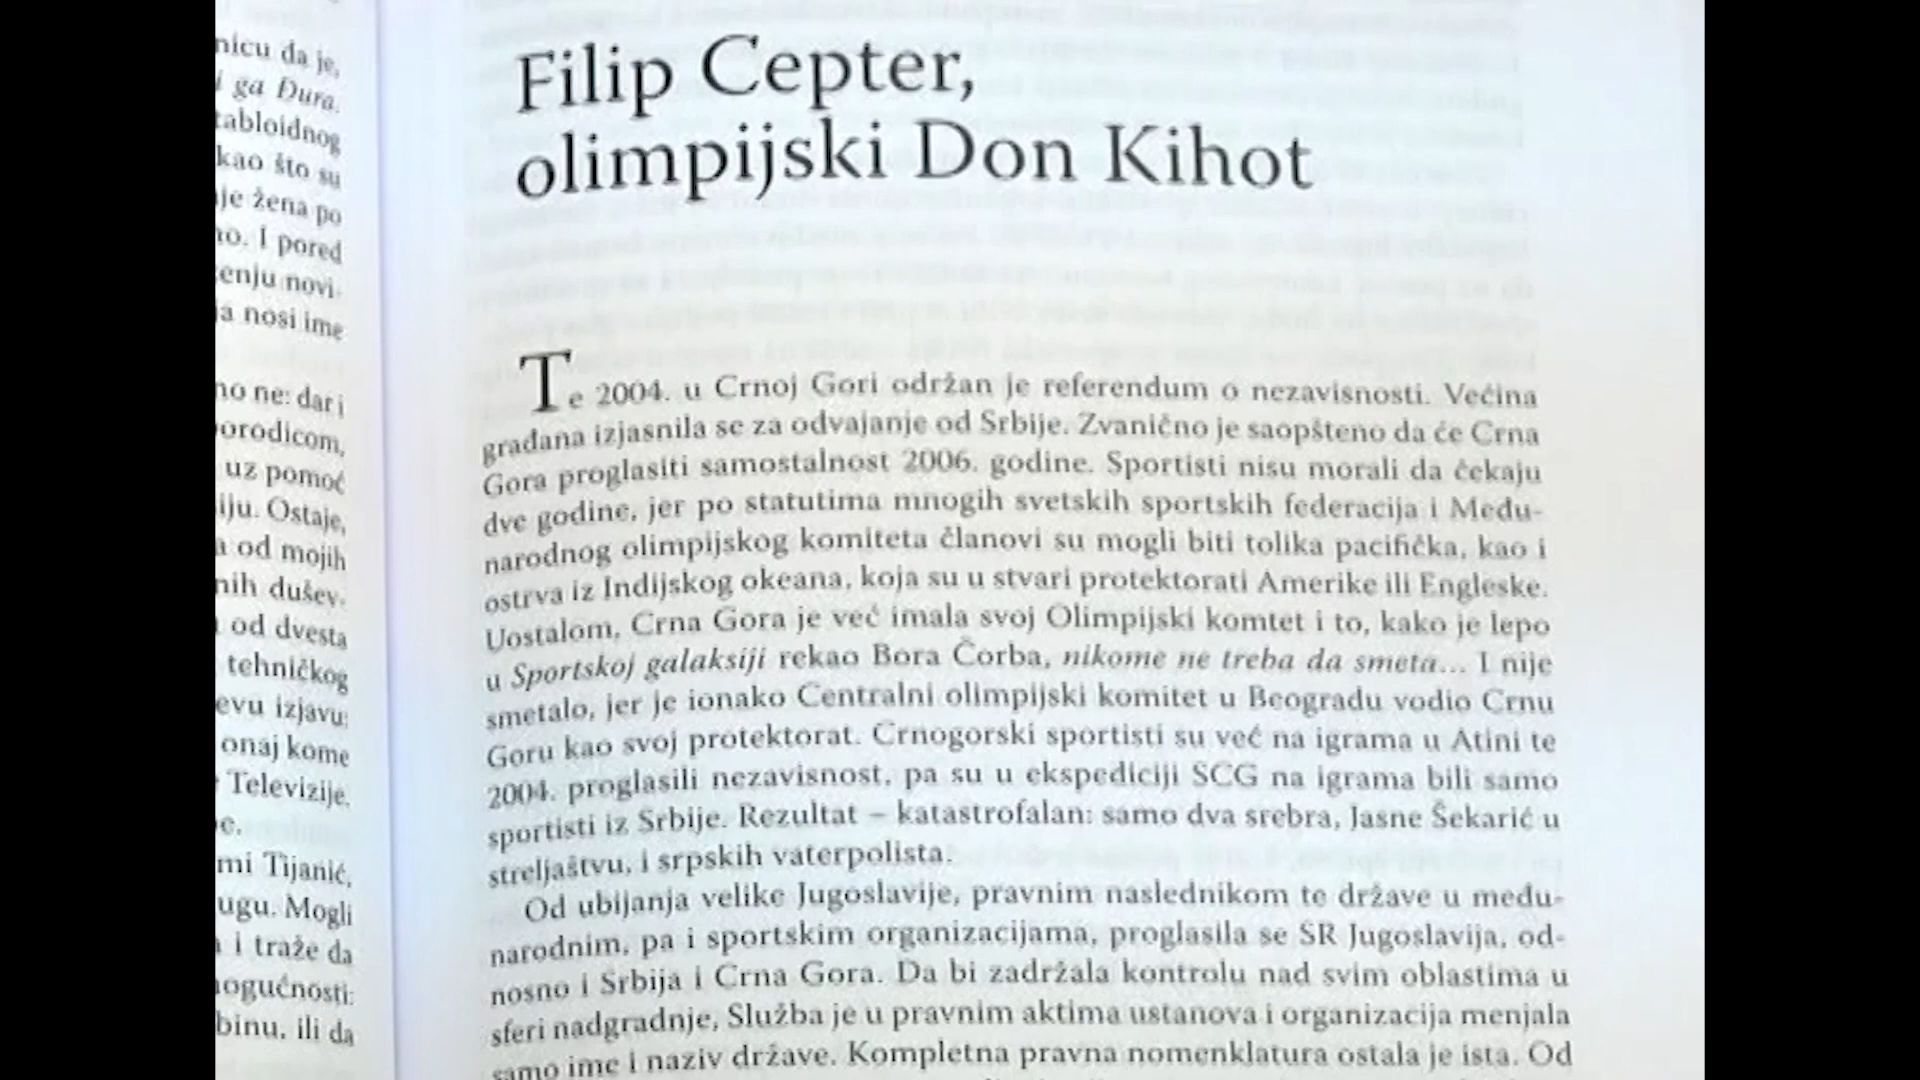 nicu da je,
i ga Đura.
tabloidnog
kao što su
je žena po
no. I pored
enju novi-
a nosi ime
no ne: dar i
porodicom,
uz pomoć
iju. Ostaje,
a od mojih
nih dušev-
od dvesta
tehničkog
evu izjavu:
onaj kome
Televizije.
mi Tijanić,
ugu. Mogli
i traže da
mogućnosti:
binu, ili da
Filip Cepter,
olimpijski Don Kihot
Te 2004. u Crnoj Gori održan je referendum o nezavisnosti. Većina
građana izjasnila se za odvajanje od Srbije. Zvanično je saopšteno da će Crna
Gora proglasiti samostalnost 2006. godine. Sportisti nisu morali da čekaju
dve godine, jer po statutima mnogih svetskih sportskih federacija i Među-
narodnog olimpijskog komiteta članovi su mogli biti tolika pacifička, kao i
ostrva iz Indijskog okeana, koja su u stvari protektorati Amerike ili Engleske.
Uostalom, Crna Gora je već imala svoj Olimpijski komtet i to, kako je lepo
u Sportskoj galaksiji rekao Bora Čorba, nikome ne treba da smeta... I nije
smetalo, jer je ionako Centralni olimpijski komitet u Beogradu vodio Crnu
Goru kao svoj protektorat. Crnogorski sportisti su već na igrama u Atini te
2004. proglasili nezavisnost, pa su u ekspediciji SCG na igrama bili samo
sportisti iz Srbije. Rezultat – katastrofalan: samo dva srebra, Jasne Šekarić u
streljaštvu, i srpskih vaterpolista.
Od ubijanja velike Jugoslavije, pravnim naslednikom te države u među-
narodnim, pa i sportskim organizacijama, proglasila se SR Jugoslavija, od-
nosno i Srbija i Crna Gora. Da bi zadržala kontrolu nad svim oblastima u
sferi nadgradnje, Služba je u pravnim aktima ustanova i organizacija menjala
samo ime i naziv države. Kompletna pravna nomenklatura ostala je ista. Od